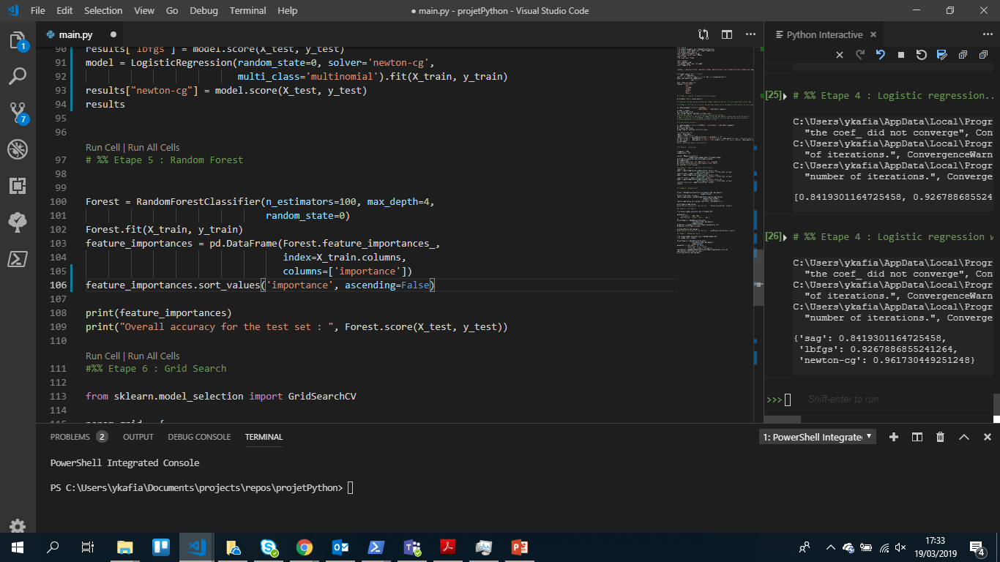 File Edit Selection View Go Debug Terminal Help
● main.py - projetPython - Visual Studio Code
main.py
Python Interactive
90 results["lbfgs"] = model.score(X_test, y_test)
91 model = LogisticRegression(random_state=0, solver='newton-cg',
92 multi_class='multinomial').fit(X_train, y_train)
93 results["newton-cg"] = model.score(X_test, y_test)
94 results
95
96
Run Cell | Run All Cells
97 # %% Etape 5 : Random Forest
98
99
100 Forest = RandomForestClassifier(n_estimators=100, max_depth=4,
101 random_state=0)
102 Forest.fit(X_train, y_train)
103 feature_importances = pd.DataFrame(Forest.feature_importances_,
104 index=X_train.columns,
105 columns=['importance'])
106 feature_importances.sort_values('importance', ascending=False)
107
108 print(feature_importances)
109 print("Overall accuracy for the test set : ", Forest.score(X_test, y_test))
110
Run Cell | Run All Cells
111 #%% Etape 6 : Grid Search
112
113 from sklearn.model_selection import GridSearchCV
114
[25] # %% Etape 4 : Logistic regression..
C:\Users\ykafia\AppData\Local\Progr
"the coef_ did not converge", Con
C:\Users\ykafia\AppData\Local\Progr
"of iterations.", ConvergenceWarn
C:\Users\ykafia\AppData\Local\Progr
"number of iterations.", Converge
[0.8419301164725458, 0.926788685524
[26] # %% Etape 4 : Logistic regression w
C:\Users\ykafia\AppData\Local\Progr
"the coef_ did not converge", Con
C:\Users\ykafia\AppData\Local\Progr
"of iterations.", ConvergenceWarn
C:\Users\ykafia\AppData\Local\Progr
"number of iterations.", Converge
{'sag': 0.8419301164725458,
'lbfgs': 0.9267886855241264,
'newton-cg': 0.961730449251248}
>>> Shift-enter to run
PROBLEMS 2 OUTPUT DEBUG CONSOLE TERMINAL
1: PowerShell Integrate
PowerShell Integrated Console
PS C:\Users\ykafia\Documents\projects\repos\projetPython>
1
7
17:33
19/03/2019
4